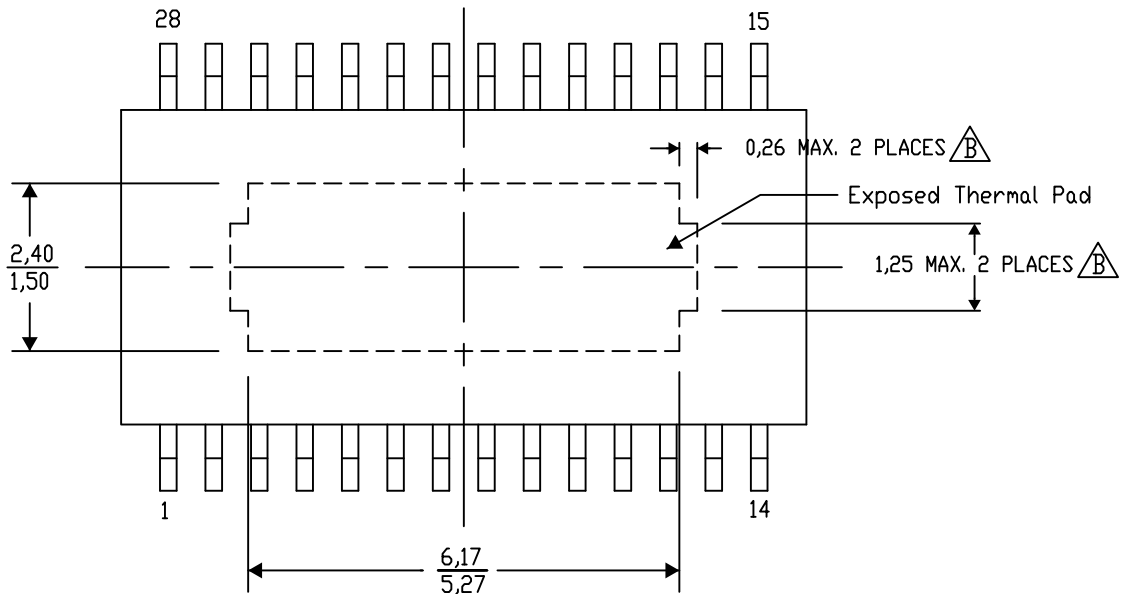 28
15
0,26 MAX. 2 PLACES B
Exposed Thermal Pad
2,40
1,50
1,25 MAX. 2 PLACES B
1
14
6,17
5,27